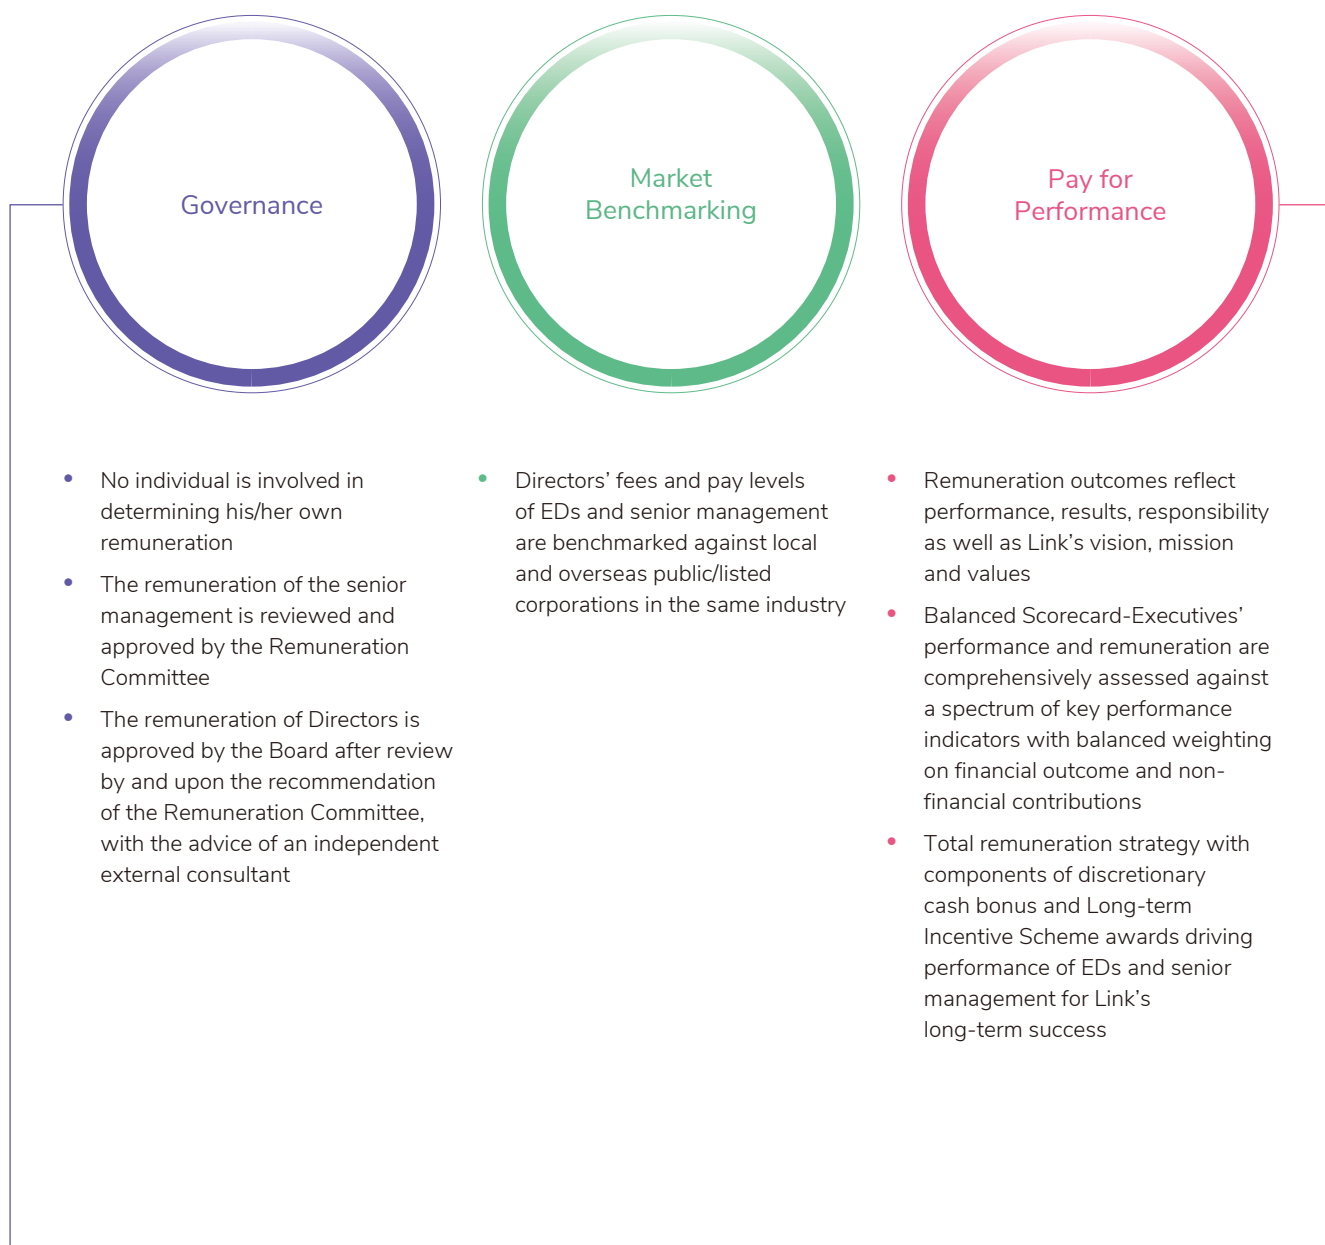 Governance
Market
Benchmarking
Pay for
Performance
• No individual is involved in
determining his/her own
remuneration
• The remuneration of the senior
management is reviewed and
approved by the Remuneration
Committee
• The remuneration of Directors is
approved by the Board after review
by and upon the recommendation
of the Remuneration Committee,
with the advice of an independent
external consultant
• Directors’ fees and pay levels
of EDs and senior management
are benchmarked against local
and overseas public/listed
corporations in the same industry
• Remuneration outcomes reflect
performance, results, responsibility
as well as Link’s vision, mission
and values
• Balanced Scorecard-Executives’
performance and remuneration are
comprehensively assessed against
a spectrum of key performance
indicators with balanced weighting
on financial outcome and non-
financial contributions
• Total remuneration strategy with
components of discretionary
cash bonus and Long-term
Incentive Scheme awards driving
performance of EDs and senior
management for Link’s
long-term success